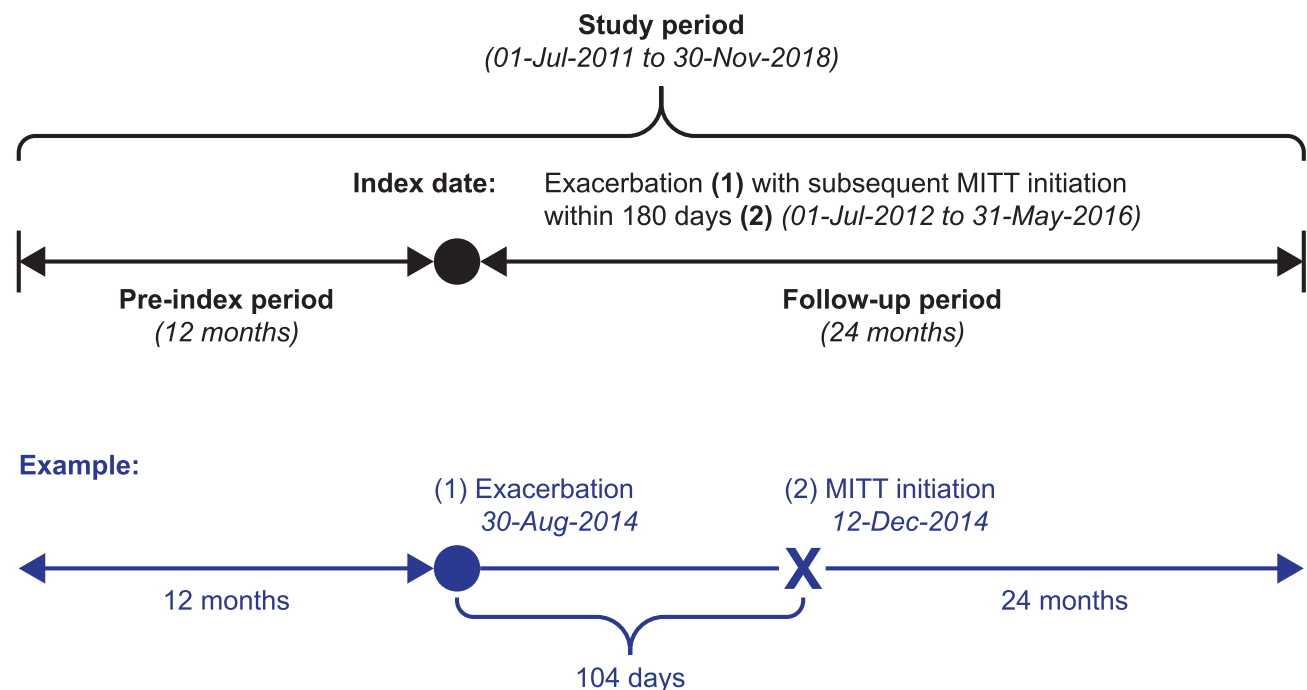 Study period
(01-Jul-2011 to 30-Nov-2018)
Index date: Exacerbation (1) with subsequent MITT initiation
within 180 days (2) (01-Jul-2012 to 31-May-2016)
Pre-index period
(12 months)
Follow-up period
(24 months)
Example:
(1) Exacerbation
30-Aug-2014
(2) MITT initiation
12-Dec-2014
X
12 months
24 months
104 days